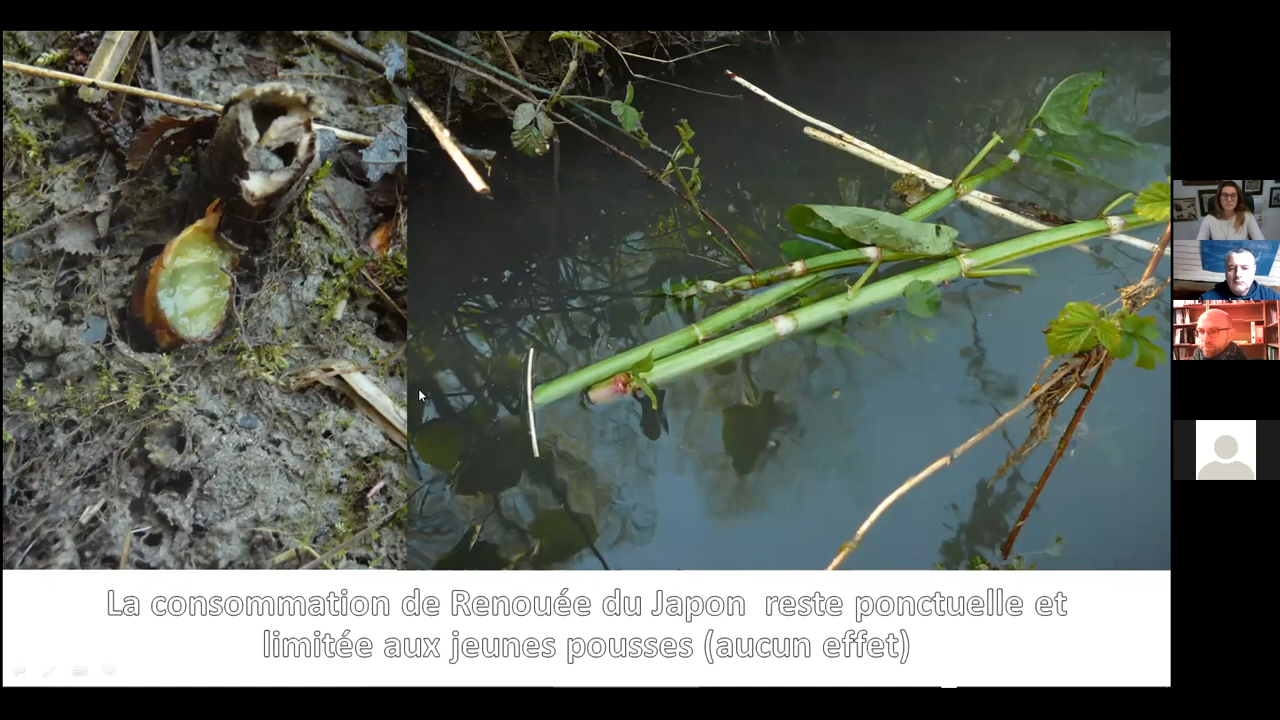 La consommation de Renouée du Japon reste ponctuelle et
limitée aux jeunes pousses (aucun effet)